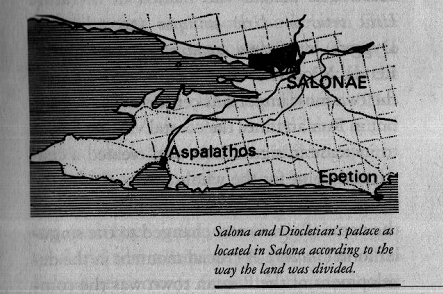 SALONAE
Aspalathos
Epetion
Salona and Diocletian's palace as
located in Salona according to the
way the land was divided.